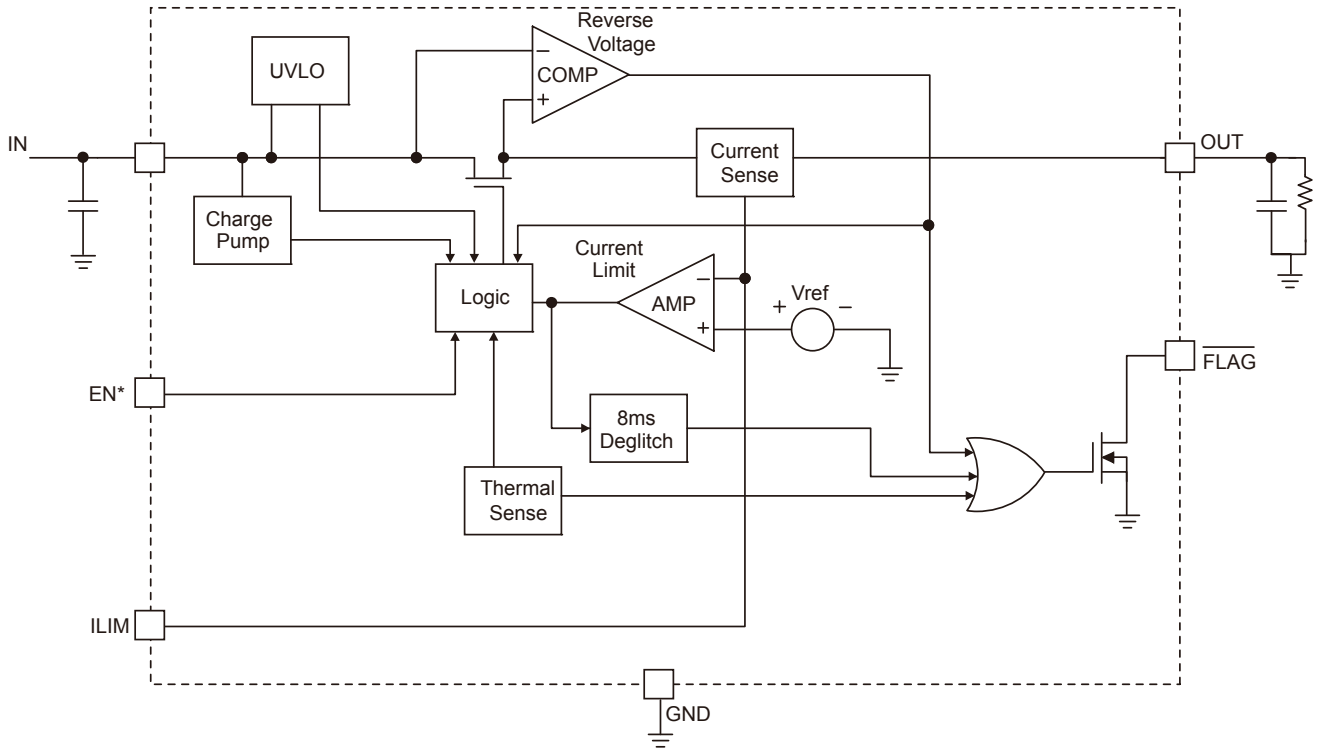 Reverse
Voltage
UVLO
−
COMP
+
IN
OUT
Current
Sense
Charge
Pump
Current
Limit
Logic
−
AMP
+
+ Vref −
FLAG
EN*
8ms
Deglitch
Thermal
Sense
ILIM
GND